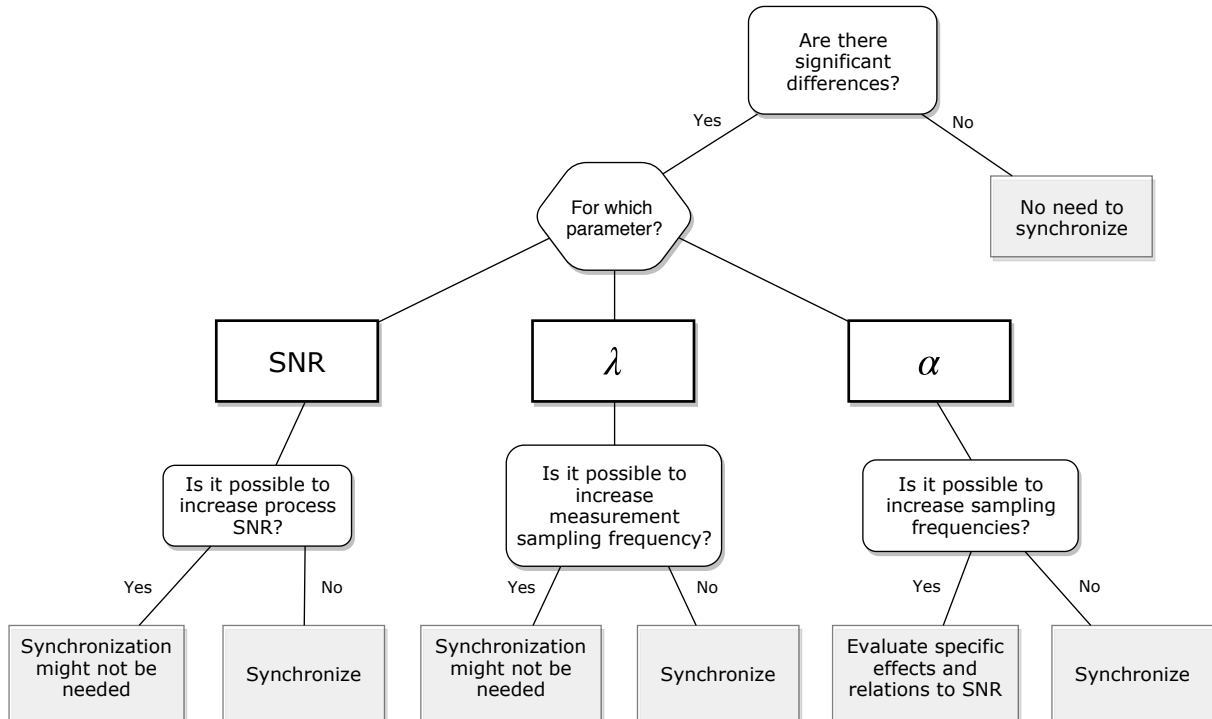 Are there
significant
differences?
Yes
No
For which
parameter?
No need to
synchronize
SNR
λ
α
Is it possible to
increase process
SNR?
Is it possible to
increase
measurement
sampling frequency?
Is it possible to
increase sampling
frequencies?
Yes
No
Yes
No
Yes
No
Synchronization
might not be
needed
Synchronize
Synchronization
might not be
needed
Synchronize
Evaluate specific
effects and
relations to SNR
Synchronize